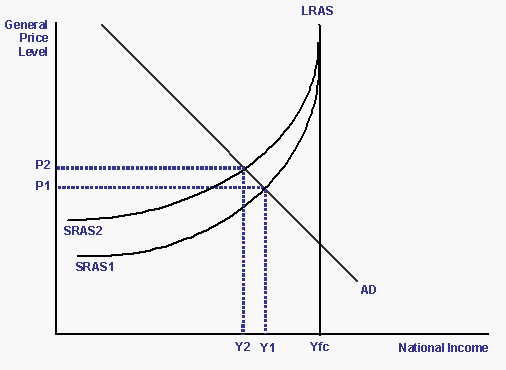 LRAS
General
Price
Level
P2
P1
SRAS2
SRAS1
AD
Y2
Y1
Yfc
National Income